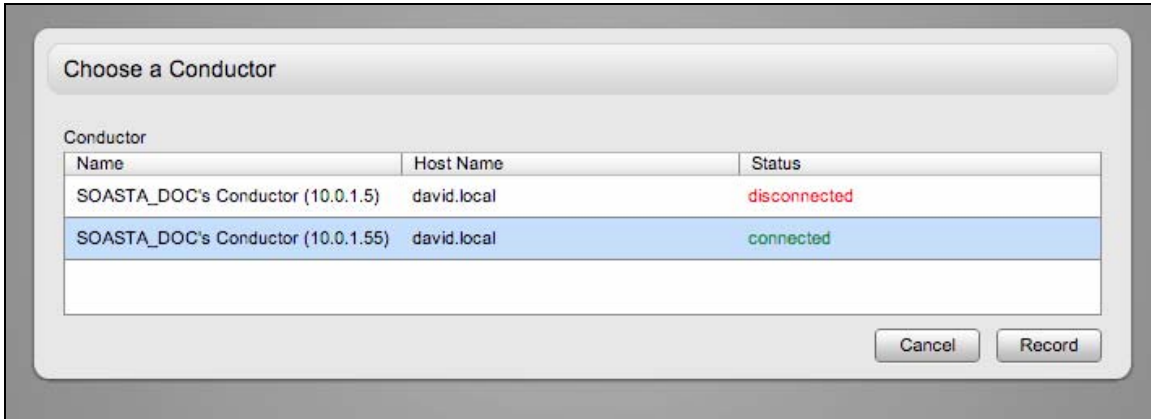 Choose a Conductor
Conductor
Name Host Name Status
SOASTA_DOC's Conductor (10.0.1.5) david.local disconnected
SOASTA_DOC's Conductor (10.0.1.55) david.local connected
Cancel Record